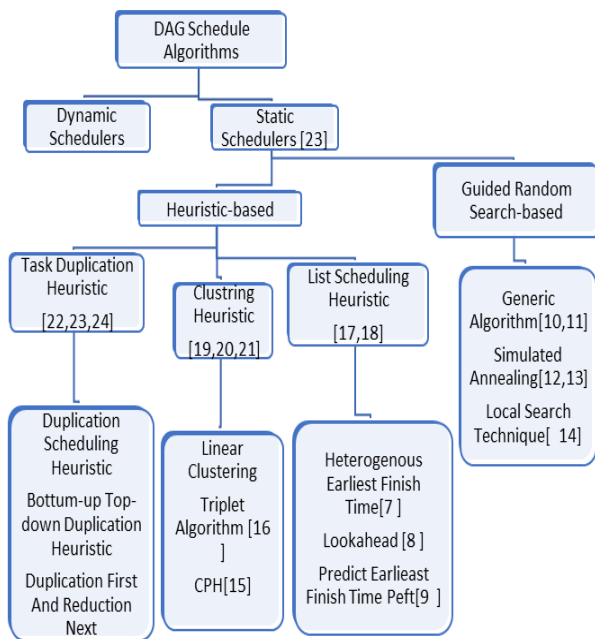 DAG Schedule
Algorithms
Dynamic
Schedulers
Static
Schedulers [23]
Heuristic-based
Guided Random
Search-based
Task Duplication
Heuristic
[22,23,24]
Clustring
Heuristic
[19,20,21]
List Scheduling
Heuristic
[17,18]
Generic
Algorithm[10,11]
Simulated
Annealing[12,13]
Local Search
Technique[ 14]
Duplication
Scheduling
Heuristic
Bottum-up Top-
down Duplication
Heuristic
Duplication First
And Reduction
Next
Linear
Clustering
Triplet
Algorithm [16
]
CPH[15]
Heterogenous
Earliest Finish
Time[7 ]
Lookahead [8 ]
Predict Earlieast
Finish Time Peft[9 ]